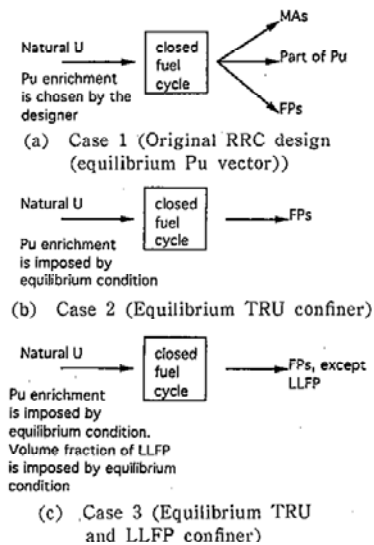 MAs
Natural U
closed
fuel
cycle
Part of Pu
Pu enrichment
is chosen by the
designer
FPs
(a) Case 1 (Original RRC design
(equilibrium Pu vector))
Natural U
closed
fuel
cycle
FPs
Pu enrichment
is imposed by
equilibrium condition
(b) Case 2 (Equilibrium TRU confiner)
Natural U
closed
fuel
cycle
FPs, except
LLFP
Pu enrichment
is imposed by
equilibrium condition.
Volume fraction of LLFP
is imposed by equilibrium
condition
(c) Case 3 (Equilibrium TRU
and LLFP confiner)